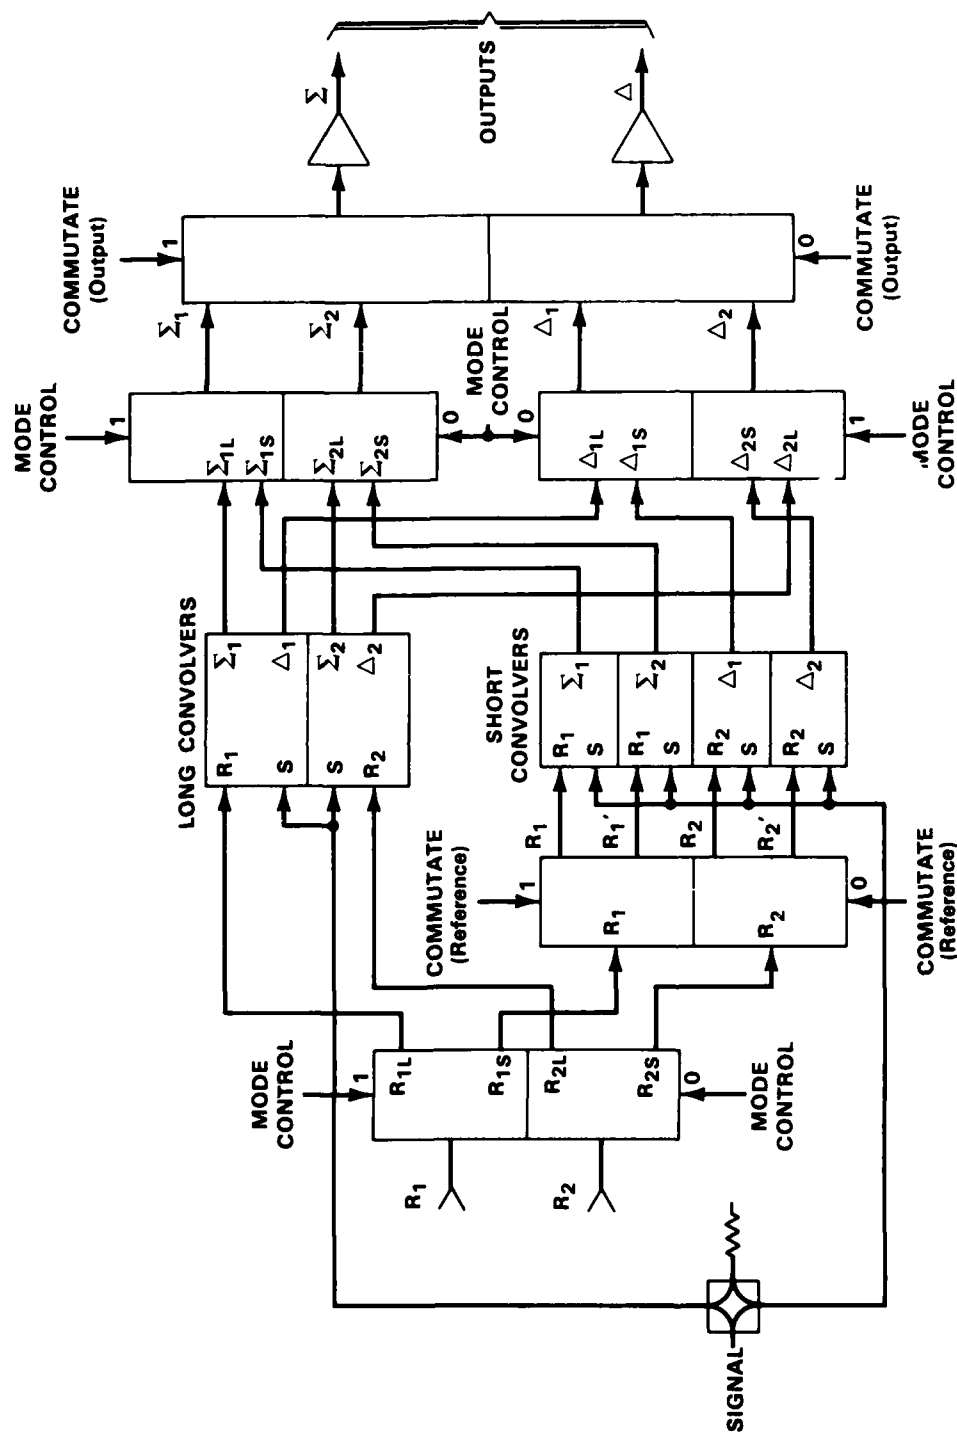 COMMUTATE
(Output)
1
Σ
Δ
OUTPUTS
COMMUTATE
(Output)
0
MODE
CONTROL
1
Σ1
Σ2
Σ1L
Σ1S
Σ2L
Σ2S
0
MODE
CONTROL
0
Δ1
Δ2
Δ1L
Δ1S
Δ2S
Δ2L
1
MODE
CONTROL
LONG CONVOLVERS
R1 Σ1
S Δ1
S Σ2
R2 Δ2
SHORT
CONVOLVERS
R1 Σ1
S
R1 Σ2
S
R2 Δ1
S
R2 Δ2
S
COMMUTATE
(Reference)
1
R1
R1
R1'
R2
R2
R2'
0
COMMUTATE
(Reference)
MODE
CONTROL
1
R1 R1L
R1S
R2 R2L
R2S
0
MODE
CONTROL
SIGNAL